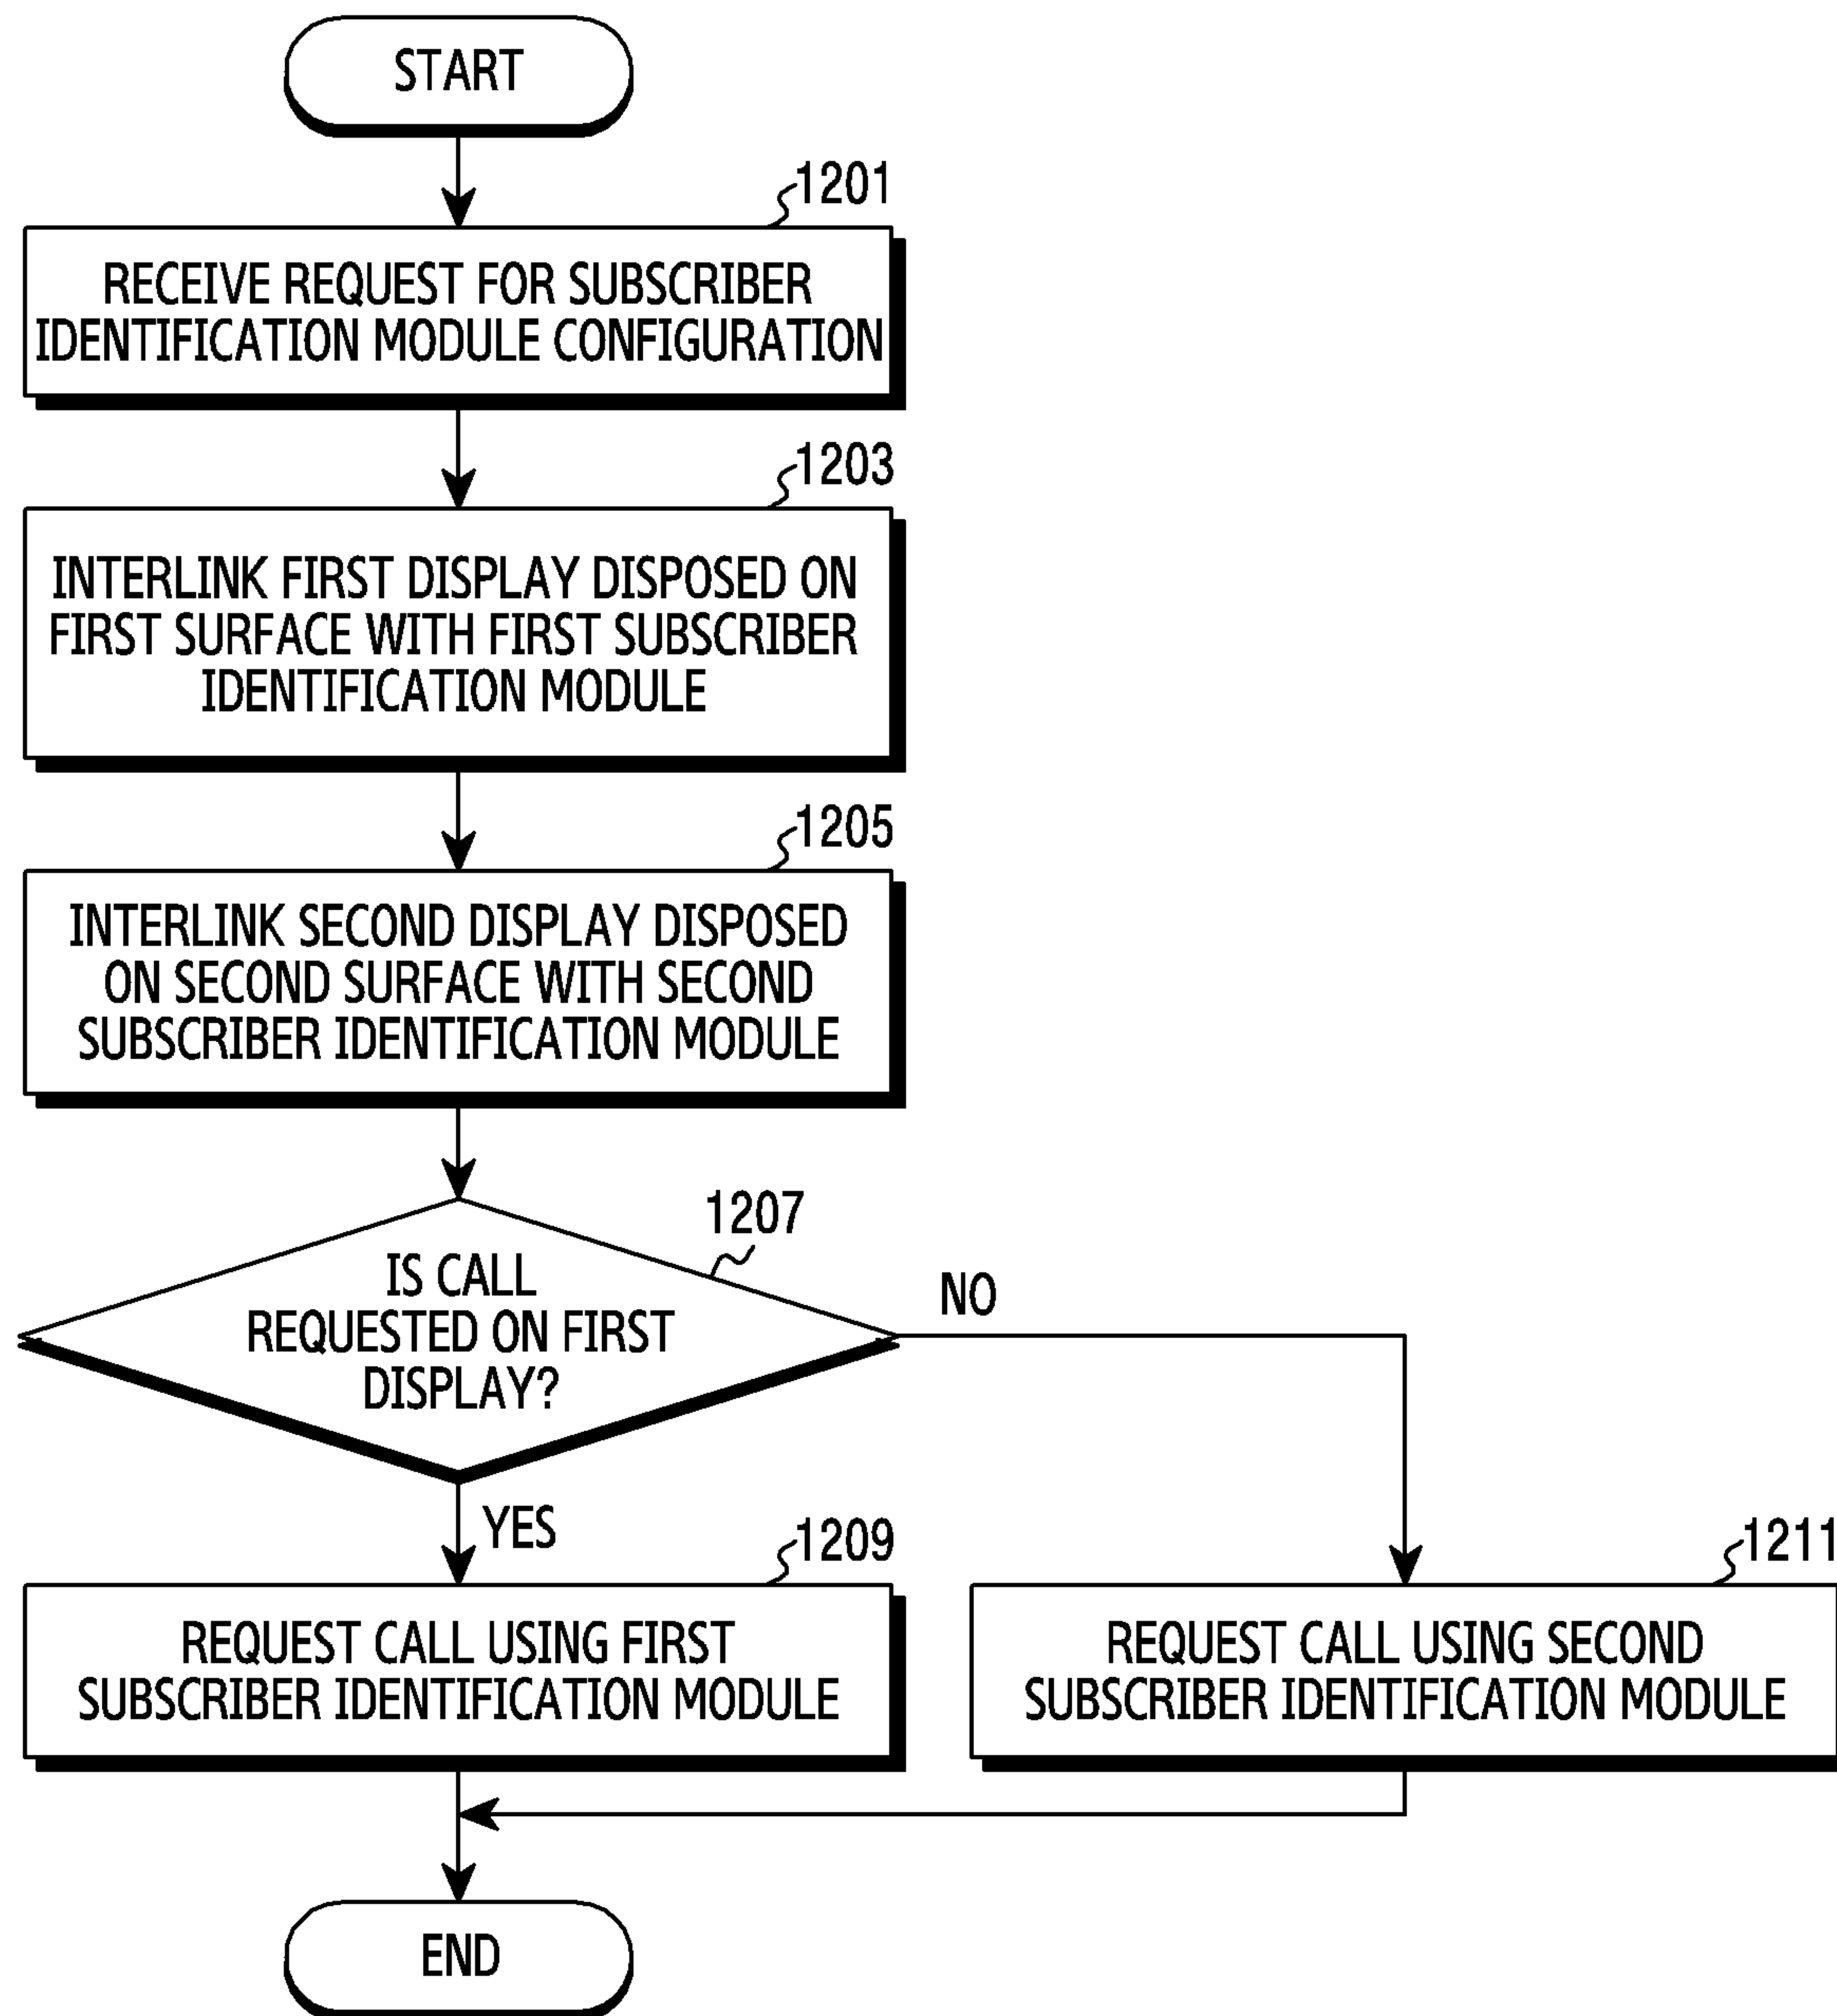 START
1201
RECEIVE REQUEST FOR SUBSCRIBER
IDENTIFICATION MODULE CONFIGURATION
1203
INTERLINK FIRST DISPLAY DISPOSED ON
FIRST SURFACE WITH FIRST SUBSCRIBER
IDENTIFICATION MODULE
1205
INTERLINK SECOND DISPLAY DISPOSED
ON SECOND SURFACE WITH SECOND
SUBSCRIBER IDENTIFICATION MODULE
1207
IS CALL
REQUESTED ON FIRST
DISPLAY?
NO
YES
1209
REQUEST CALL USING FIRST
SUBSCRIBER IDENTIFICATION MODULE
1211
REQUEST CALL USING SECOND
SUBSCRIBER IDENTIFICATION MODULE
END